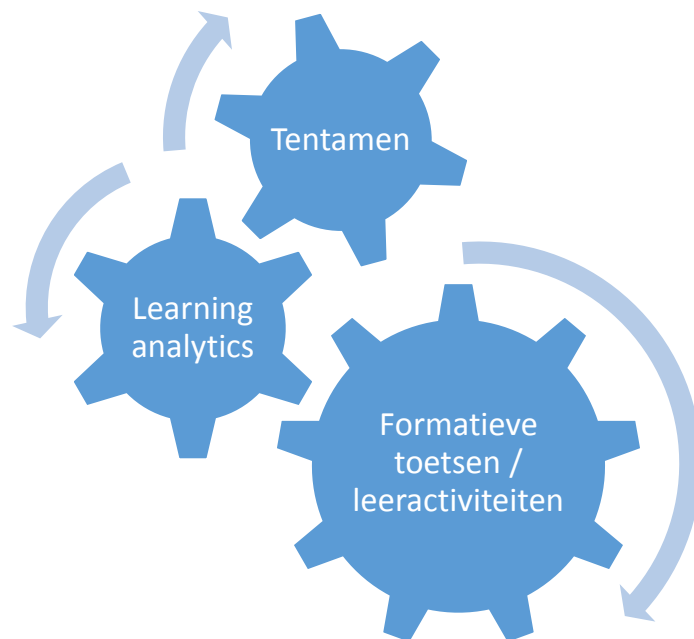 Tentamen
Learning
analytics
Formatieve
toetsen /
leeractiviteiten